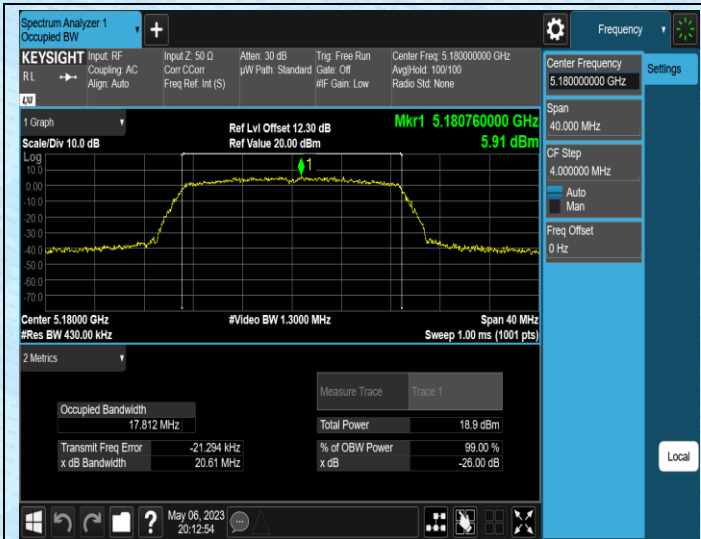 Spectrum Analyzer 1
Occupied BW
Frequency
KEYSIGHT
Input: RF
Coupling: AC
Align: Auto
Input Z: 50 Ω
Corr CCorr
Freq Ref: Int (S)
Atten: 30 dB
µW Path: Standard
Trig: Free Run
Gate: Off
#IF Gain: Low
Center Freq: 5.180000000 GHz
Avg|Hold: 100/100
Radio Std: None
R L
LXI
Center Frequency
5.180000000 GHz
Settings
Span
40.000 MHz
CF Step
4.000000 MHz
Auto
Man
Freq Offset
0 Hz
Local
1 Graph
Scale/Div 10.0 dB
Ref Lvl Offset 12.30 dB
Ref Value 20.00 dBm
Mkr1 5.180760000 GHz
5.91 dBm
Log
10.0
0.00
-10.0
-20.0
-30.0
-40.0
-50.0
-60.0
-70.0
1
Center 5.18000 GHz
#Res BW 430.00 kHz
#Video BW 1.3000 MHz
Span 40 MHz
Sweep 1.00 ms (1001 pts)
2 Metrics
Measure Trace Trace 1
Occupied Bandwidth
17.812 MHz
Total Power 18.9 dBm
Transmit Freq Error -21.294 kHz
% of OBW Power 99.00 %
x dB Bandwidth 20.61 MHz
x dB -26.00 dB
May 06, 2023
20:12:54